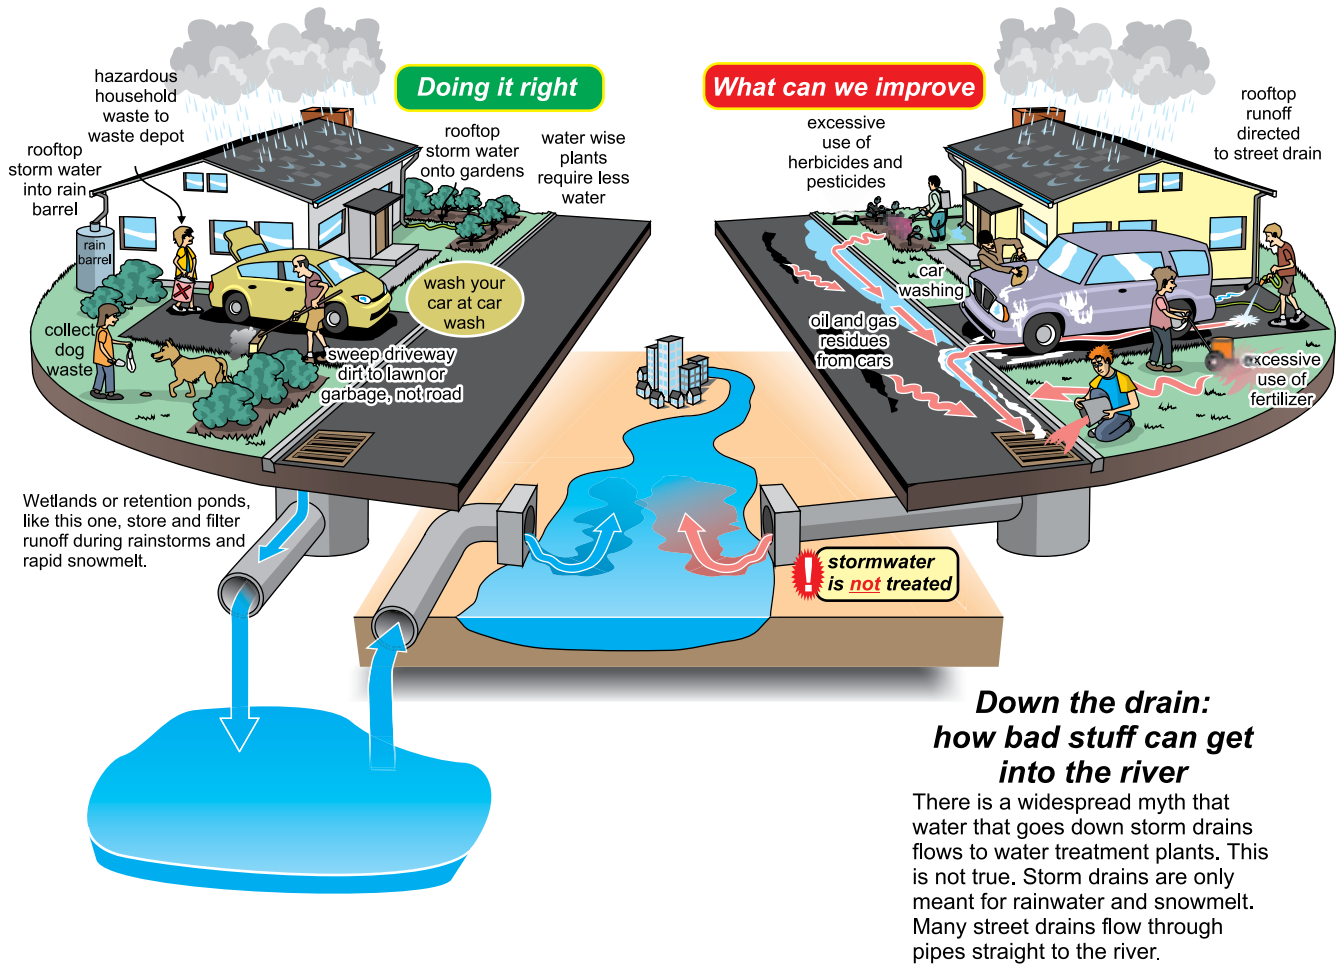 Doing it right
hazardous
household
waste to
waste depot
rooftop
storm water
into rain
barrel
rain
barrel
rooftop
storm water
onto gardens
water wise
plants
require less
water
wash your
car at car
wash
collect
dog
waste
sweep driveway
dirt to lawn or
garbage, not road
Wetlands or retention ponds,
like this one, store and filter
runoff during rainstorms and
rapid snowmelt.
What can we improve
excessive
use of
herbicides and
pesticides
rooftop
runoff
directed
to street drain
car
washing
oil and gas
residues
from cars
excessive
use of
fertilizer
!
stormwater
is not treated
Down the drain:
how bad stuff can get
into the river
There is a widespread myth that
water that goes down storm drains
flows to water treatment plants. This
is not true. Storm drains are only
meant for rainwater and snowmelt.
Many street drains flow through
pipes straight to the river.